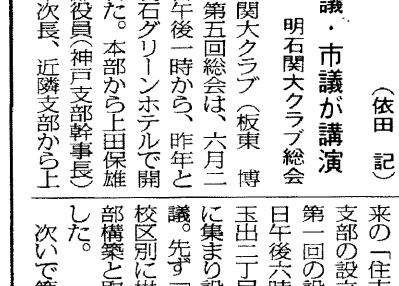 （依田　記）
議・市議が講演
明石関大クラブ総会
関大クラブ（板東　博
第五回総会は、六月二
午後一時から、昨年と
石グリーンホテルで開
た。本部から上田保雄
役員（神戸支部幹事長）
次長、近隣支部から上
来の「住吉
支部の設立
第一回の設
日午後六時
玉出二丁目
に集まり設
議。先ず「
校区別に世
部構築と取
した。
次いで第